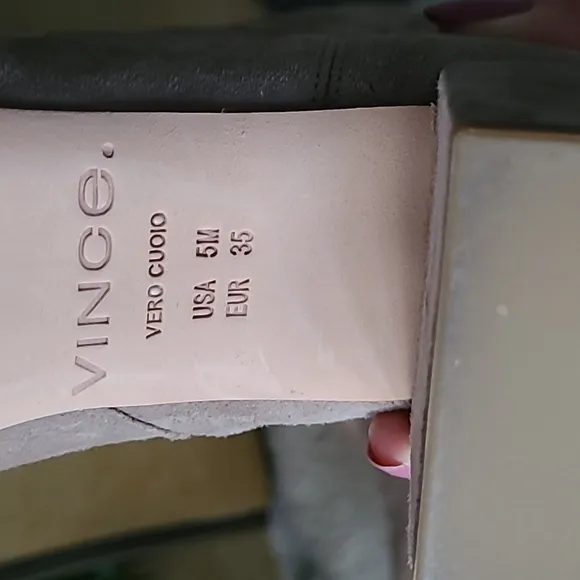 VINCe.
VERO CUOIO
USA 5M
EUR 35